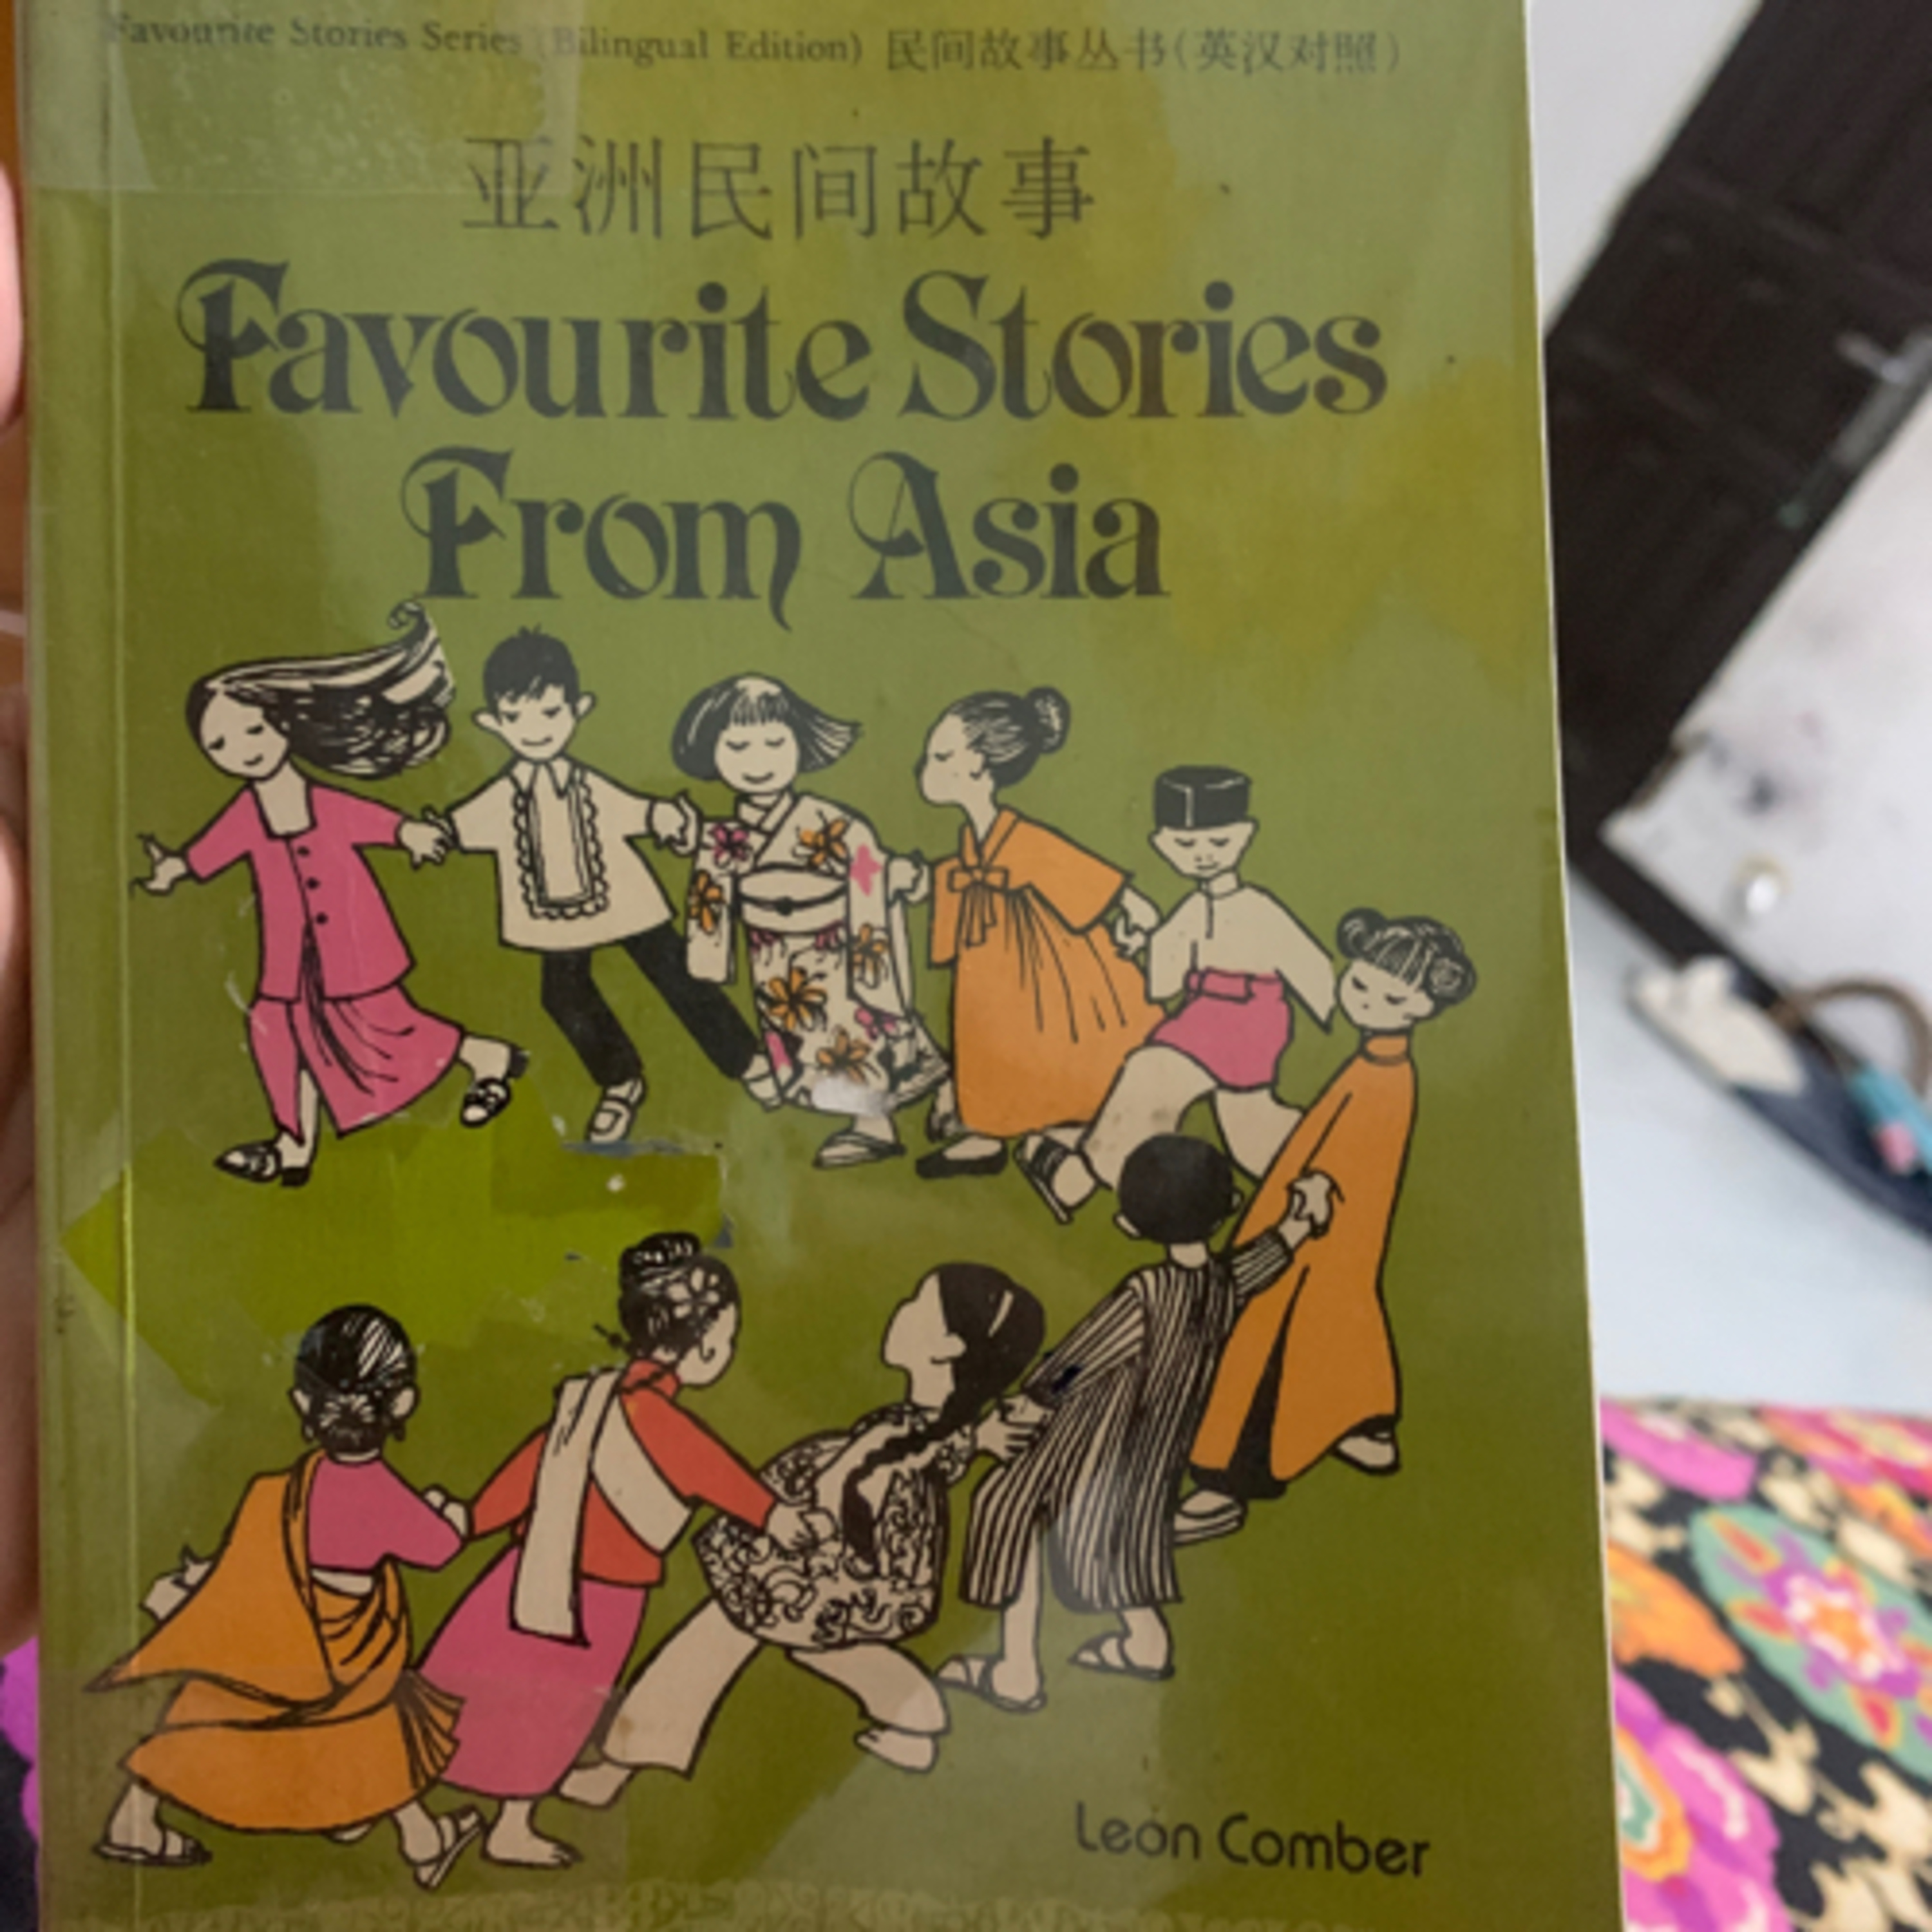 Favourite Stories Series (Bilingual Edition) 民间故事丛书(英汉对照)
亚洲民间故事
Favourite Stories
From Asia
León Comber